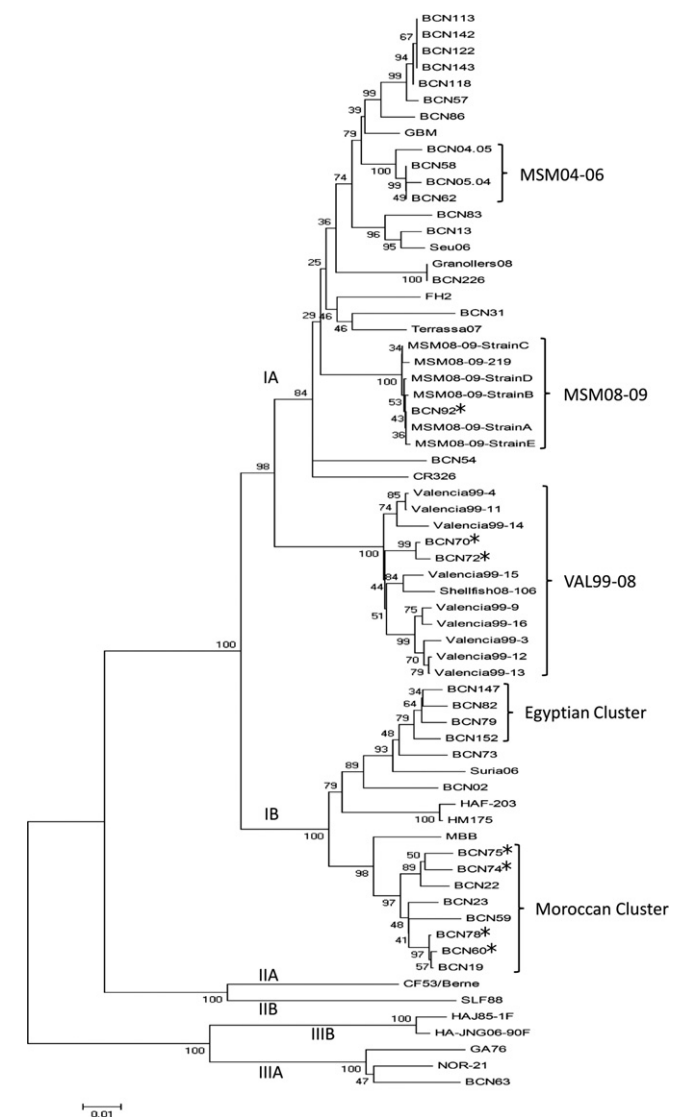 BCN113
67
BCN142
BCN122
94
BCN143
99
BCN118
99
BCN57
39
BCN86
79
GBM
BCN04.05
BCN58
100
BCN05.04
99
49
BCN62
MSM04-06
74
BCN83
BCN13
96
95
Seu06
36
Granollers08
100
BCN226
25
FH2
29
46
BCN31
46
Terrassa07
34
MSM08-09-StrainC
MSM08-09-219
100
MSM08-09-StrainD
MSM08-09-StrainB
53
BCN92*
43
MSM08-09-StrainA
36
MSM08-09-StrainE
MSM08-09
IA
84
BCN54
CR326
98
85
Valencia99-4
74
Valencia99-11
Valencia99-14
99
BCN70*
100
BCN72*
84
Valencia99-15
44
Shellfish08-106
51
75
Valencia99-9
Valencia99-16
99
Valencia99-3
70
Valencia99-12
79
Valencia99-13
VAL99-08
100
34
BCN147
64
BCN82
79
BCN79
48
BCN152
Egyptian Cluster
93
BCN73
89
Suria06
79
BCN02
IB
HAF-203
100
HM175
100
MBB
50
BCN75*
89
BCN74*
98
BCN22
97
BCN23
48
BCN59
41
BCN78*
97
BCN60*
57
BCN19
Moroccan Cluster
IIA
CF53/Berne
100
IIB
SLF88
100
HAJ85-1F
IIIB
HA-JNG06-90F
100
GA76
IIIA
100
NOR-21
47
BCN63
0.01